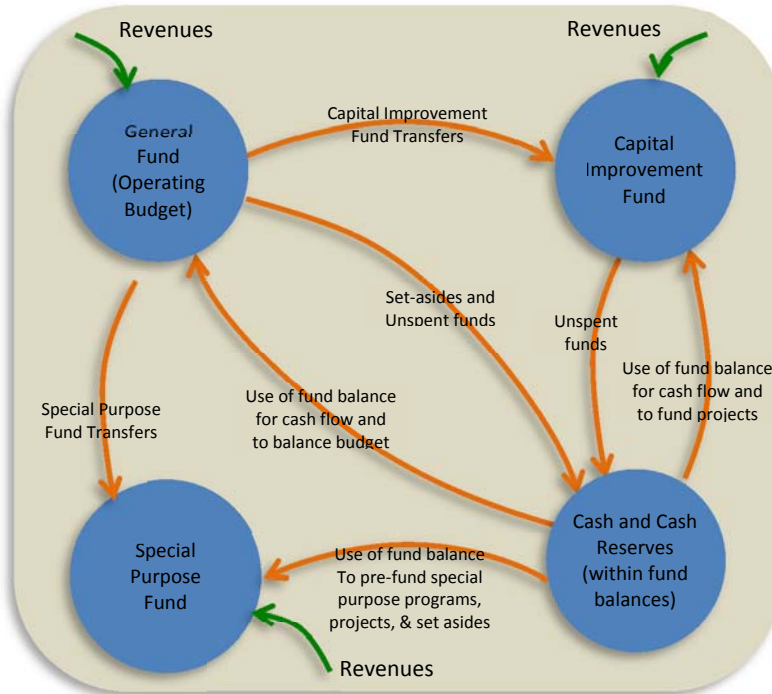 Revenues
Revenues
General
Fund
(Operating
Budget)
Capital Improvement
Fund Transfers
Capital
Improvement
Fund
Set-asides and
Unspent funds
Unspent
funds
Use of fund balance
for cash flow and
to fund projects
Use of fund balance
for cash flow and
to balance budget
Special Purpose
Fund Transfers
Special
Purpose
Fund
Use of fund balance
To pre-fund special
purpose programs,
projects, & set asides
Cash and Cash
Reserves
(within fund
balances)
Revenues